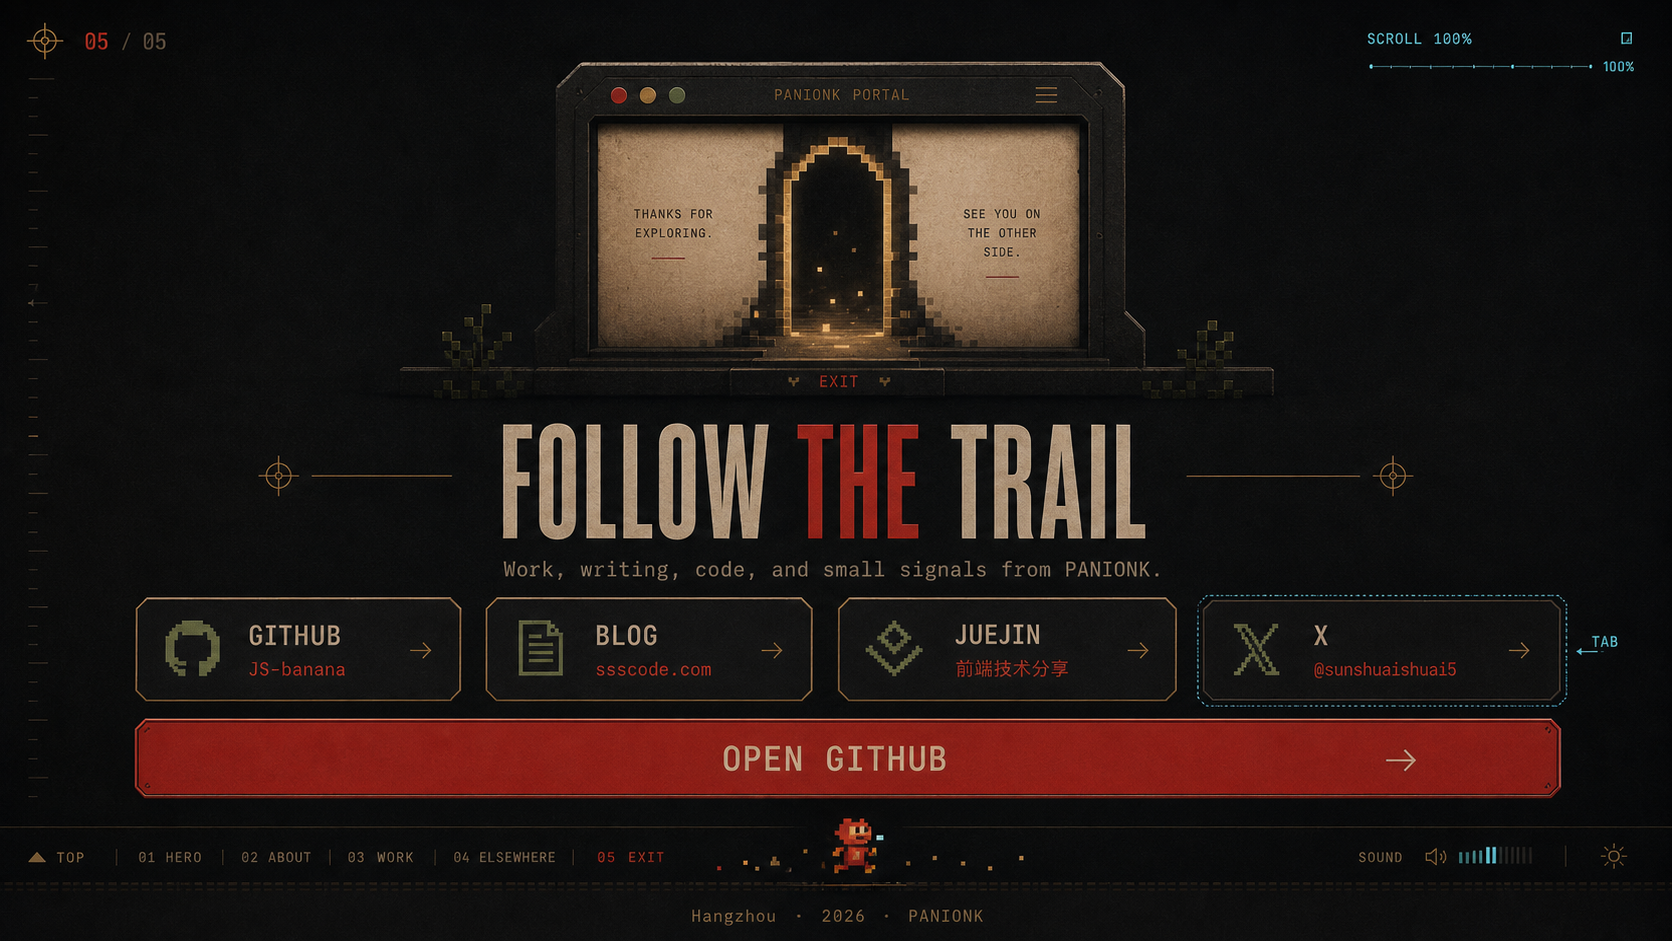 05 / 05
SCROLL 100%
100%
PANIONK PORTAL
THANKS FOR
EXPLORING.
SEE YOU ON
THE OTHER
SIDE.
EXIT
FOLLOW THE TRAIL
Work, writing, code, and small signals from PANIONK.
GITHUB
JS-banana
BLOG
ssscode.com
JUEJIN
前端技术分享
X
@sunshuaishuai5
TAB
OPEN GITHUB
TOP
01 HERO
02 ABOUT
03 WORK
04 ELSEWHERE
05 EXIT
SOUND
Hangzhou · 2026 · PANIONK